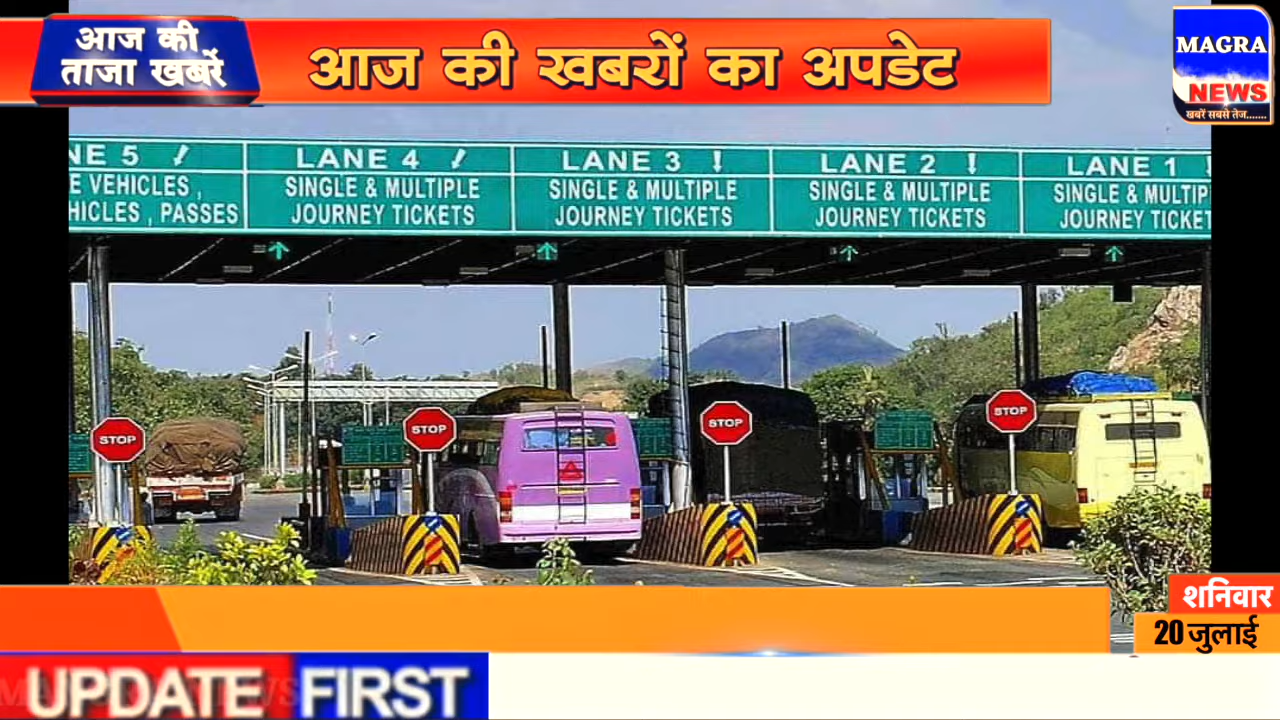 आज की
ताजा खबरें
आज की खबरों का अपडेट
MAGRA
NEWS
खबरें सबसे तेज.......
NE 5
E VEHICLES ,
HICLES , PASSES
LANE 4
SINGLE & MULTIPLE
JOURNEY TICKETS
LANE 3
SINGLE & MULTIPLE
JOURNEY TICKETS
LANE 2
SINGLE & MULTIPLE
JOURNEY TICKETS
LANE 1
SINGLE & MULTIP
JOURNEY TICKET
STOP
STOP
STOP
STOP
शनिवार
20 जुलाई
UPDATE FIRST